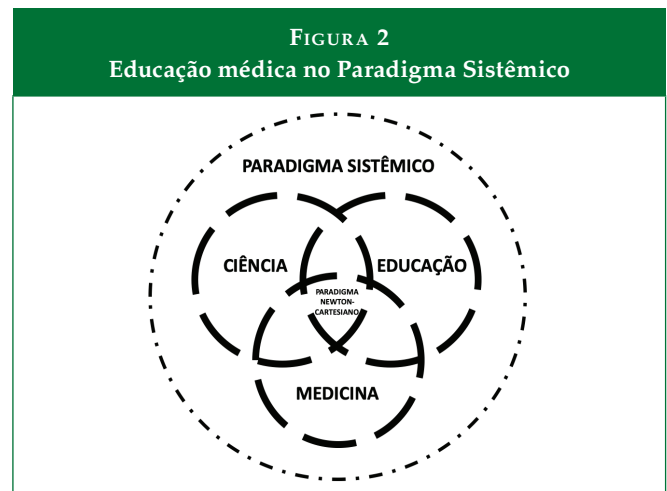 FIGURA 2
Educação médica no Paradigma Sistêmico
PARADIGMA SISTÊMICO
CIÊNCIA
EDUCAÇÃO
PARADIGMA
NEWTON-
CARTESIANO
MEDICINA